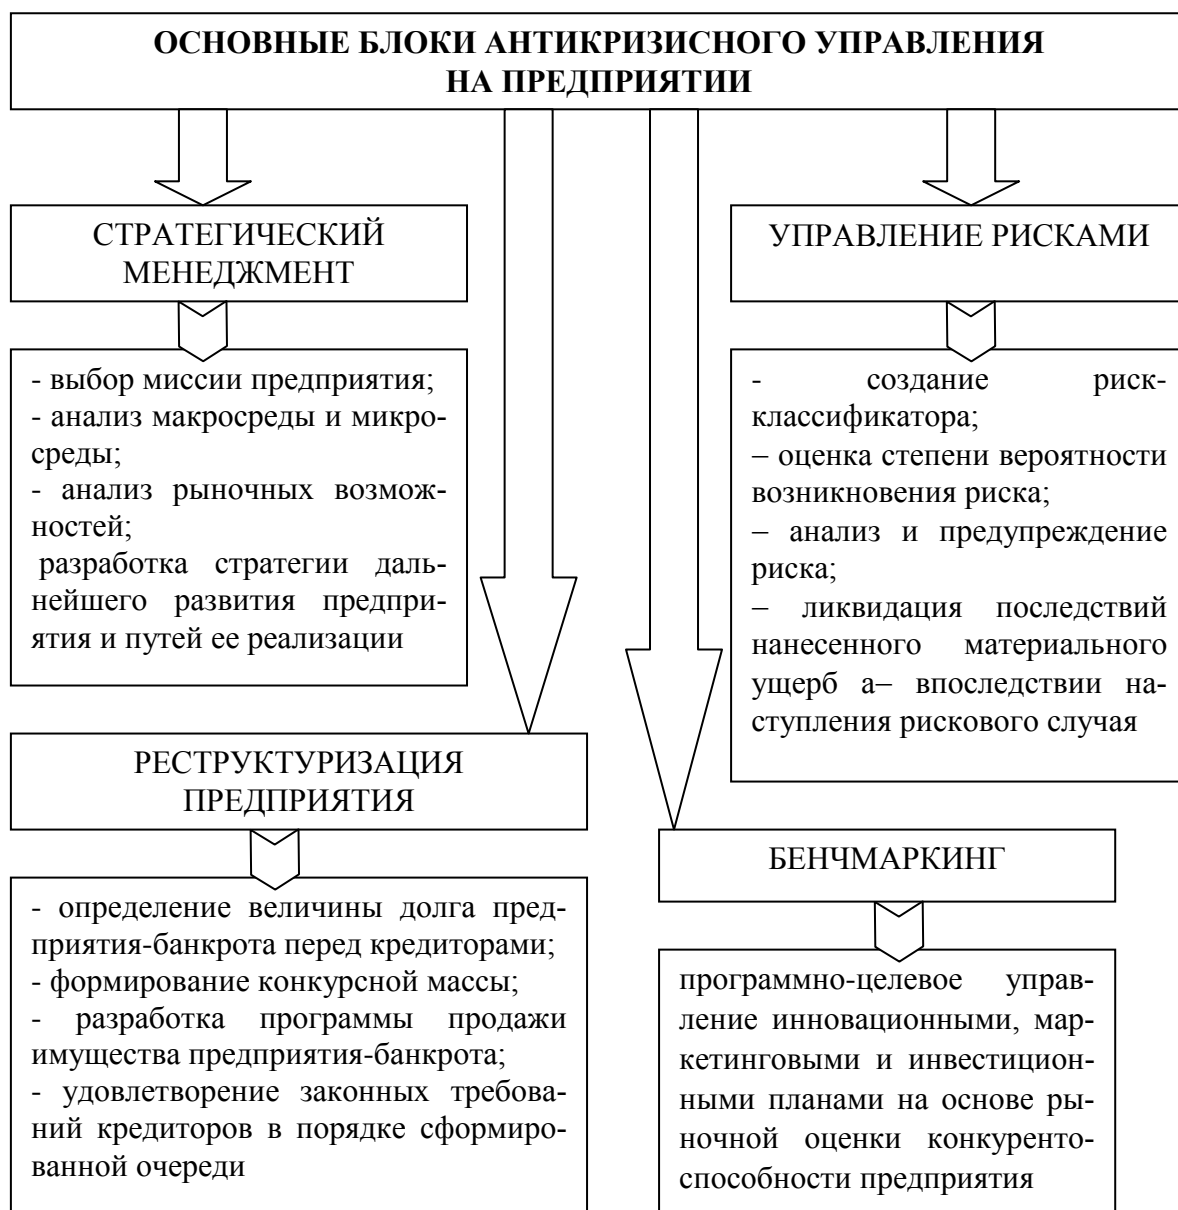 ОСНОВНЫЕ БЛОКИ АНТИКРИЗИСНОГО УПРАВЛЕНИЯ
НА ПРЕДПРИЯТИИ
СТРАТЕГИЧЕСКИЙ
МЕНЕДЖМЕНТ
- выбор миссии предприятия;
- анализ макросреды и микро-
среды;
- анализ рыночных возмож-
ностей;
разработка стратегии даль-
нейшего развития предпри-
ятия и путей ее реализации
УПРАВЛЕНИЕ РИСКАМИ
- создание риск-
классификатора;
– оценка степени вероятности
возникновения риска;
– анализ и предупреждение
риска;
– ликвидация последствий
нанесенного материального
ущерб а– впоследствии на-
ступления рискового случая
РЕСТРУКТУРИЗАЦИЯ
ПРЕДПРИЯТИЯ
- определение величины долга пред-
приятия-банкрота перед кредиторами;
- формирование конкурсной массы;
- разработка программы продажи
имущества предприятия-банкрота;
- удовлетворение законных требова-
ний кредиторов в порядке сформиро-
ванной очереди
БЕНЧМАРКИНГ
программно-целевое управ-
ление инновационными, мар-
кетинговыми и инвестицион-
ными планами на основе ры-
ночной оценки конкуренто-
способности предприятия